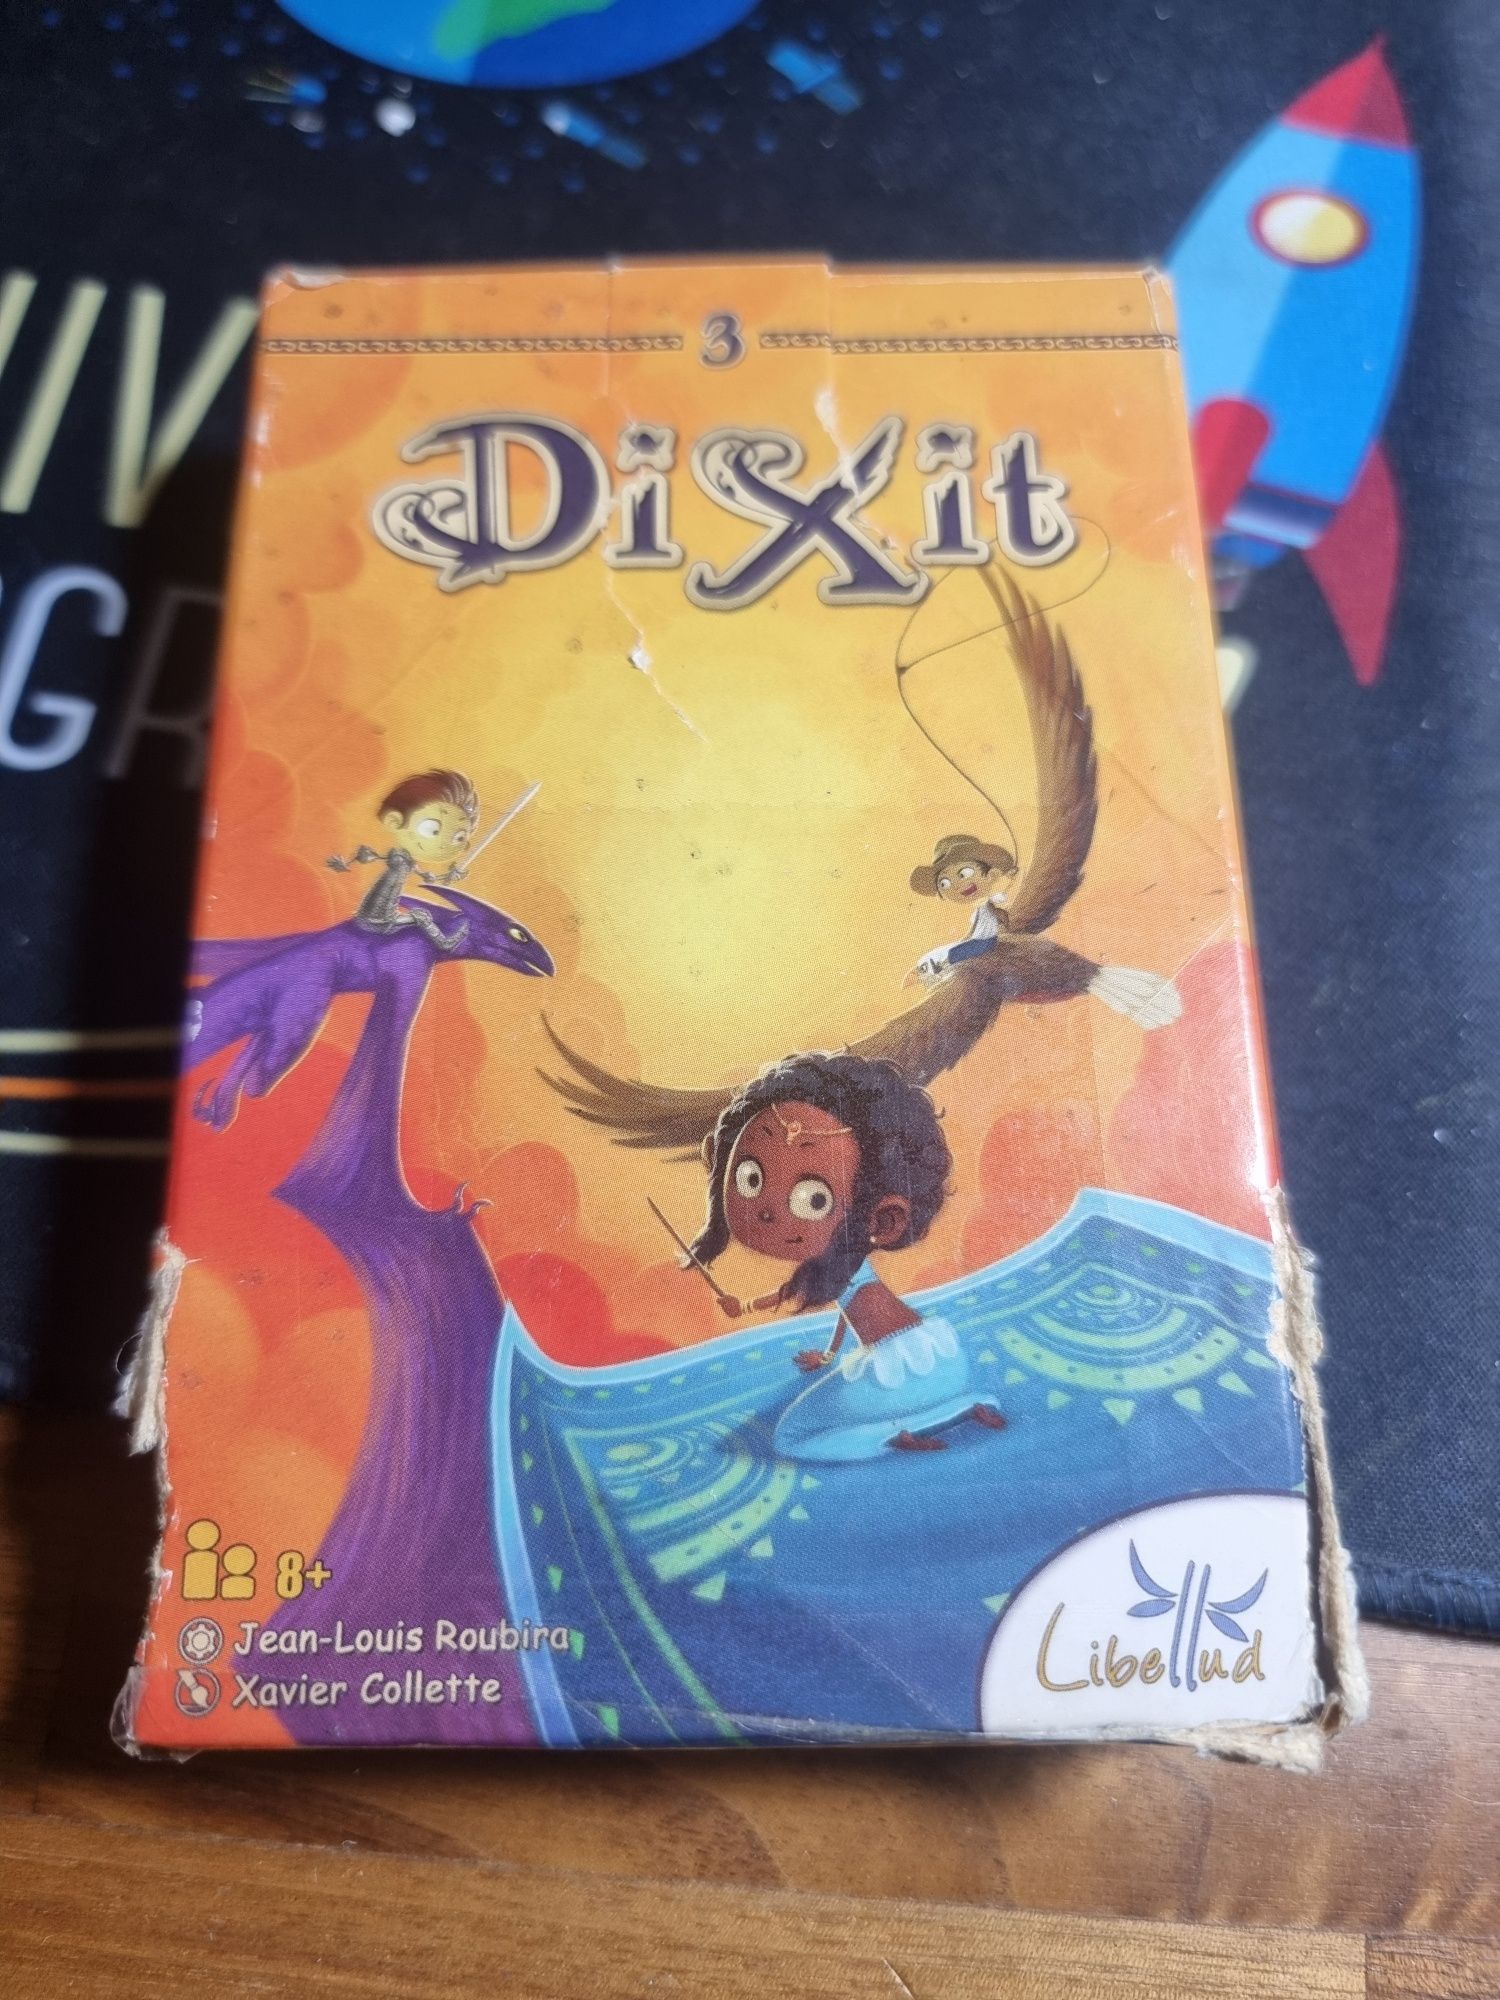 3
DiXit
8+
Jean-Louis Roubira
Xavier Collette
Libellud